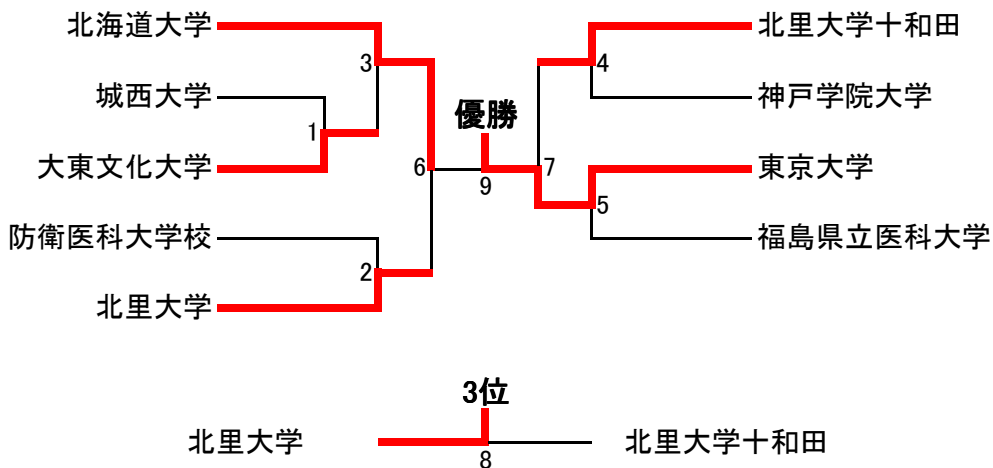 北海道大学
北里大学十和田
3
4
城西大学
神戸学院大学
優勝
1
大東文化大学
6
7
東京大学
9
5
防衛医科大学校
福島県立医科大学
2
北里大学
3位
北里大学
北里大学十和田
8